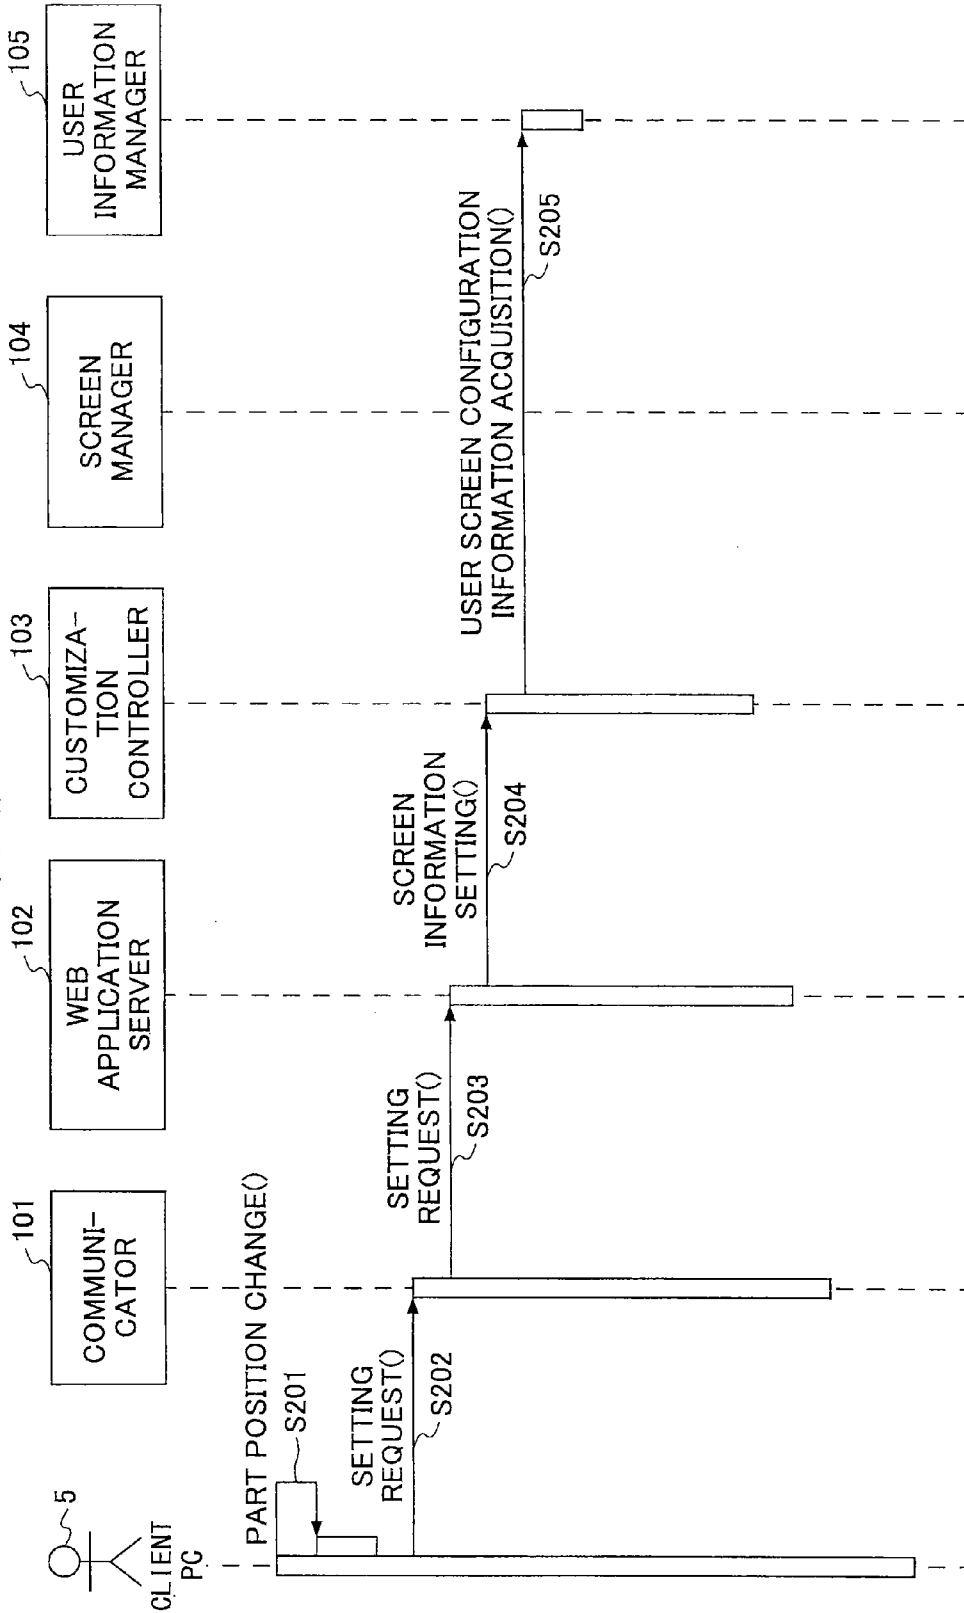 5
CLIENT
PC
101
COMMUNI-
CATOR
102
WEB
APPLICATION
SERVER
103
CUSTOMIZA-
TION
CONTROLLER
104
SCREEN
MANAGER
105
USER
INFORMATION
MANAGER
PART POSITION CHANGE()
S201
SETTING
REQUEST()
S202
SETTING
REQUEST()
S203
SCREEN
INFORMATION
SETTING()
S204
USER SCREEN CONFIGURATION
INFORMATION ACQUISITION()
S205